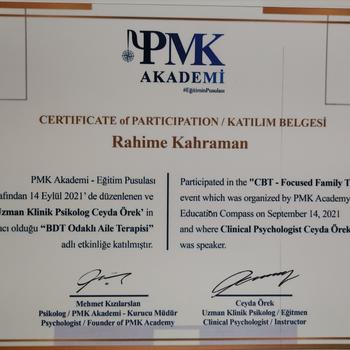 PMK
AKADEMİ
#EğitiminPusulası
CERTIFICATE of PARTICIPATION / KATILIM BELGESİ
Rahime Kahraman
PMK Akademi - Eğitim Pusulası
afından 14 Eylül 2021' de düzenlenen ve
Uzman Klinik Psikolog Ceyda Örek' in
ıcı olduğu “BDT Odaklı Aile Terapisi”
adlı etkinliğe katılmıştır.
Participated in the "CBT - Focused Family T
event which was organized by PMK Academy
Education Compass on September 14, 2021
and where Clinical Psychologist Ceyda Örek
was speaker.
Mehmet Kızılarslan
Psikolog / PMK Akademi - Kurucu Müdür
Psychologist / Founder of PMK Academy
Ceyda Örek
Uzman Klinik Psikolog / Eğitmen
Clinical Psychologist / Instructor